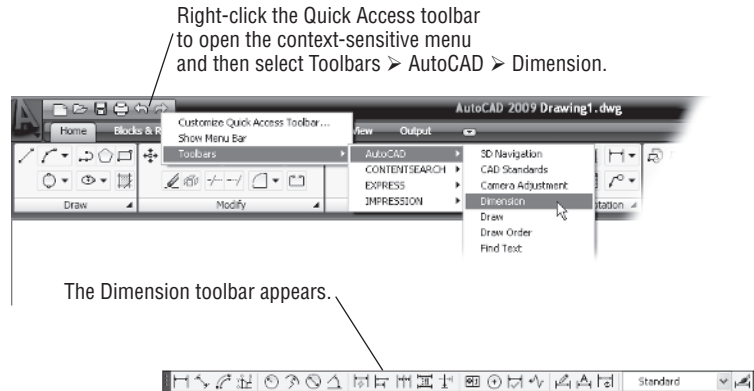 Right-click the Quick Access toolbar
to open the context-sensitive menu
and then select Toolbars ➢ AutoCAD ➢ Dimension.
AutoCAD 2009 Drawing1.dwg
Home Blocks & R View Output
Customize Quick Access Toolbar...
Show Menu Bar
Toolbars
AutoCAD
CONTENTSEARCH
EXPRESS
IMPRESSION
3D Navigation
CAD Standards
Camera Adjustment
Dimension
Draw
Draw Order
Find Text
Draw Modify tation
The Dimension toolbar appears.
Standard